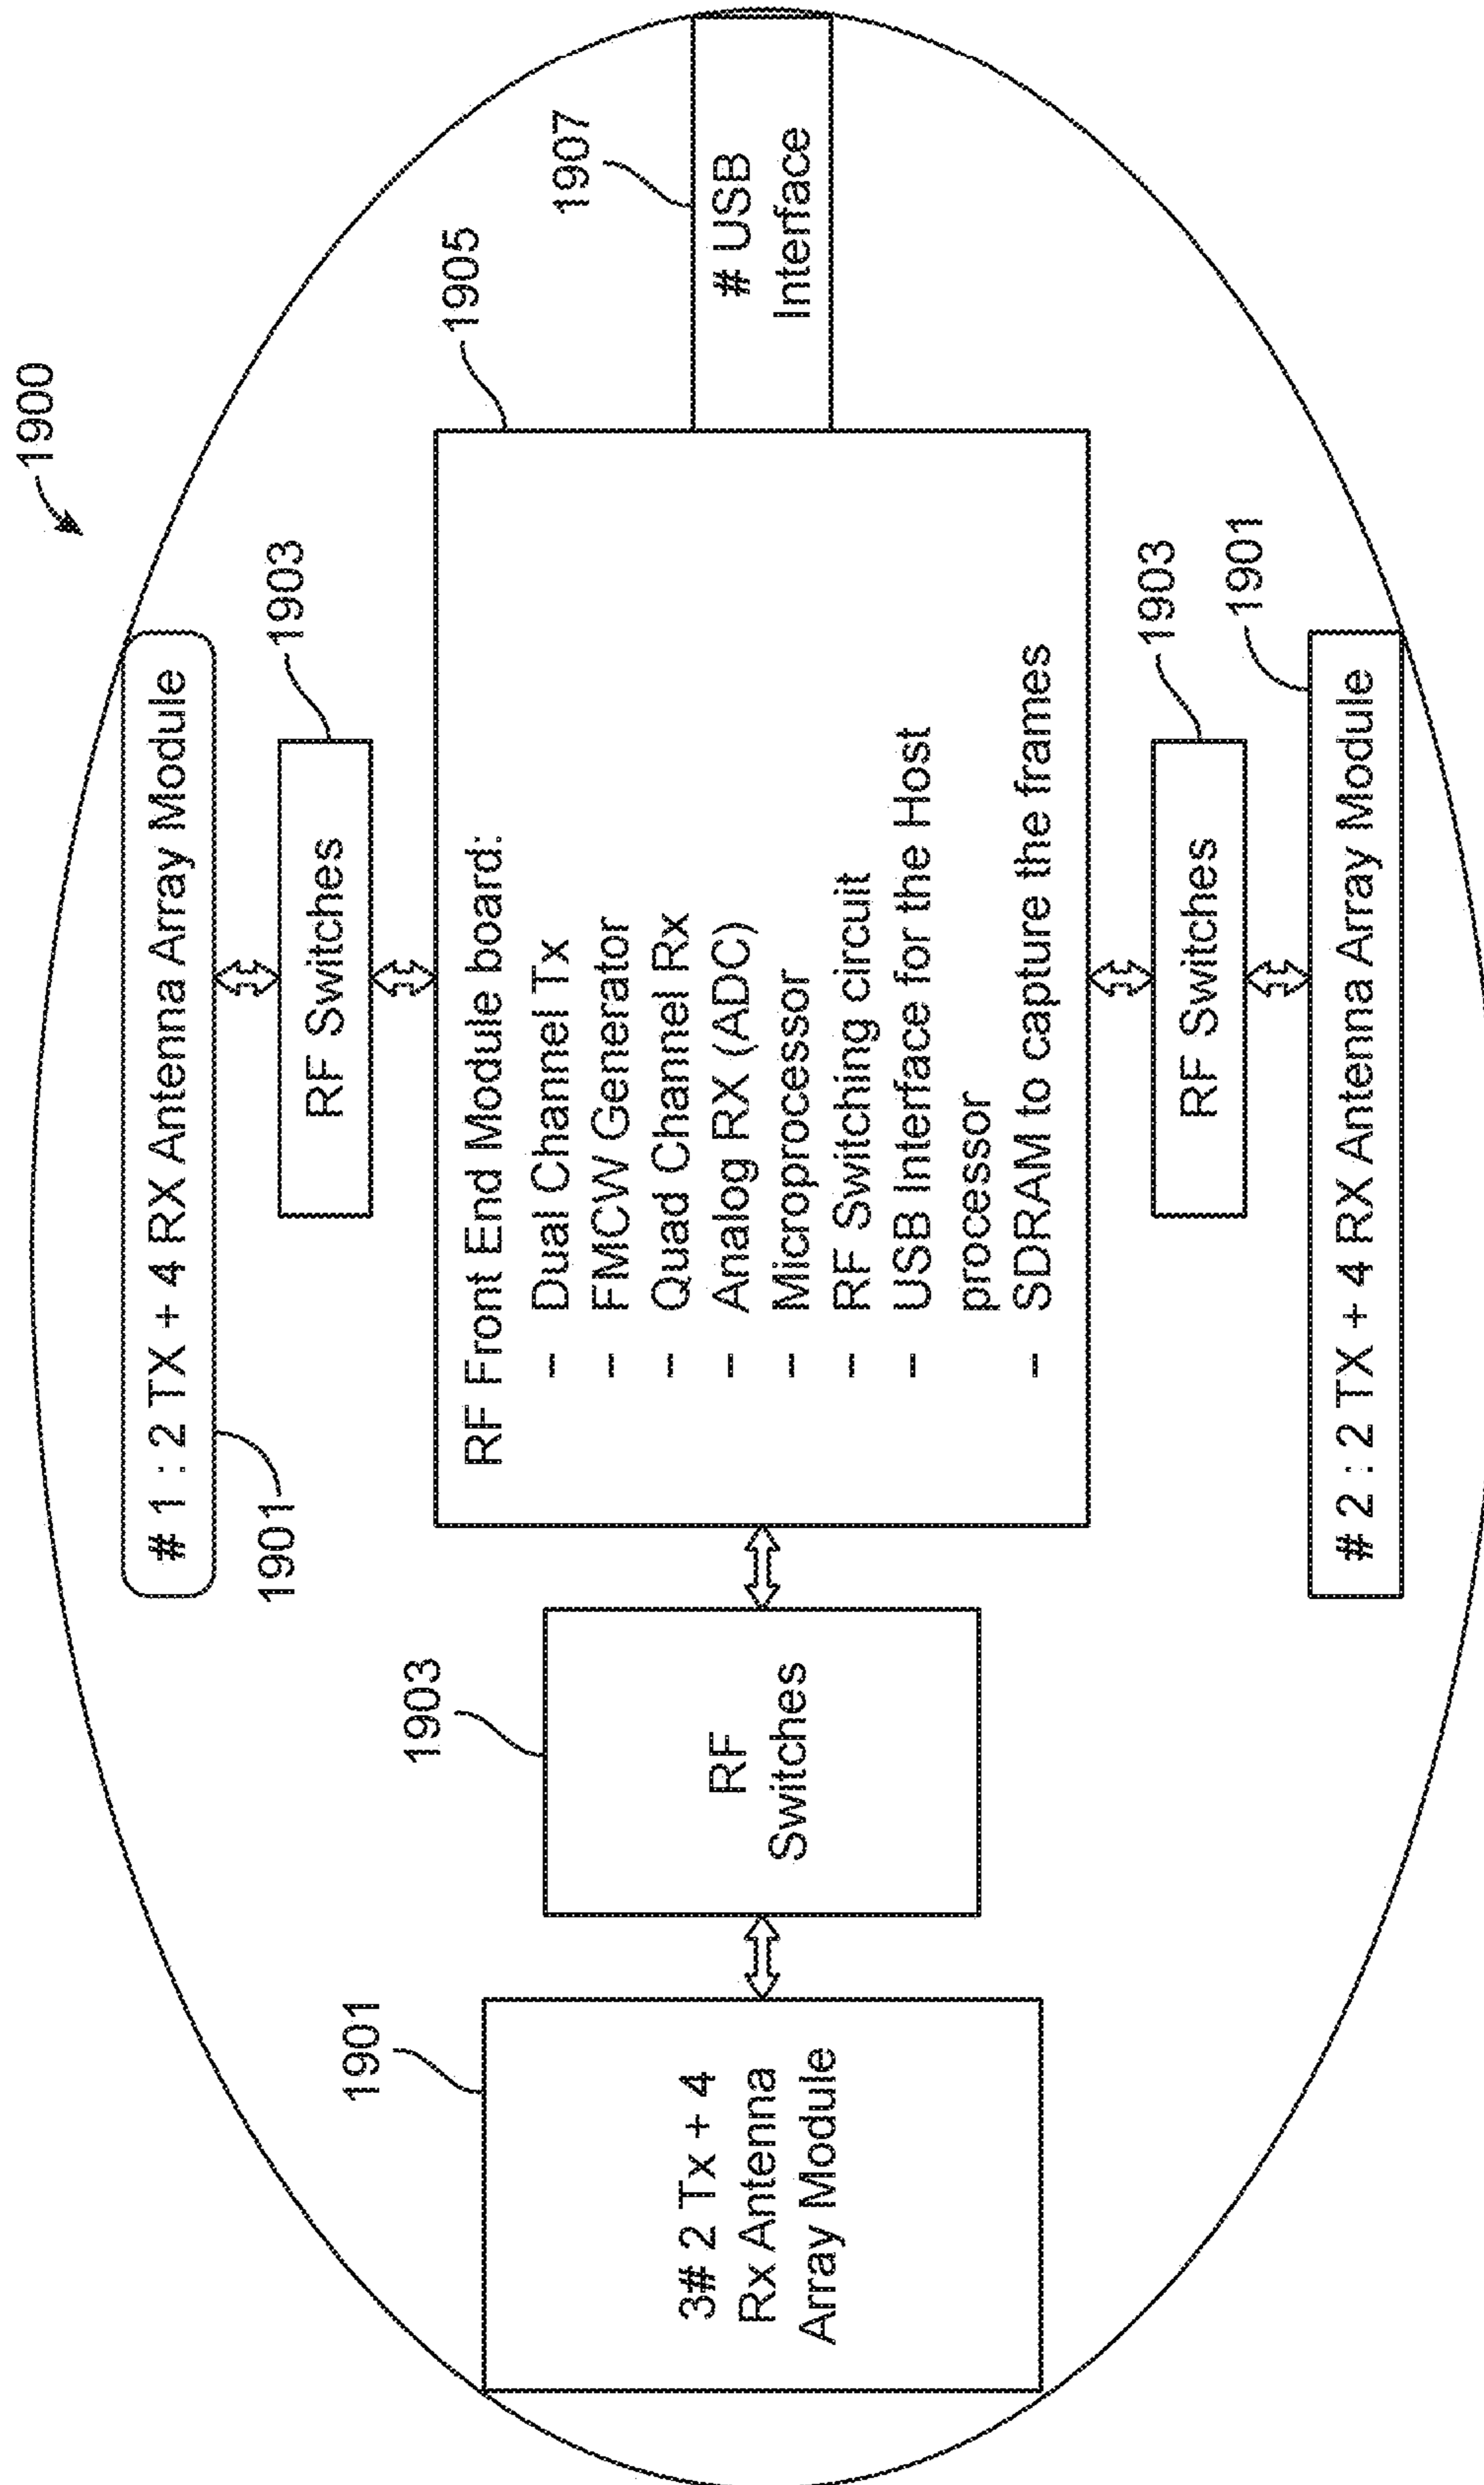 1900
# 1 : 2 TX + 4 RX Antenna Array Module
1901
RF Switches
1903
1901
3# 2 Tx + 4
Rx Antenna
Array Module
1903
RF
Switches
1905
RF Front End Module board:
– Dual Channel Tx
– FMCW Generator
– Quad Channel Rx
– Analog RX (ADC)
– Microprocessor
– RF Switching circuit
– USB Interface for the Host
processor
– SDRAM to capture the frames
1907
# USB
Interface
RF Switches
1903
# 2 : 2 TX + 4 RX Antenna Array Module
1901